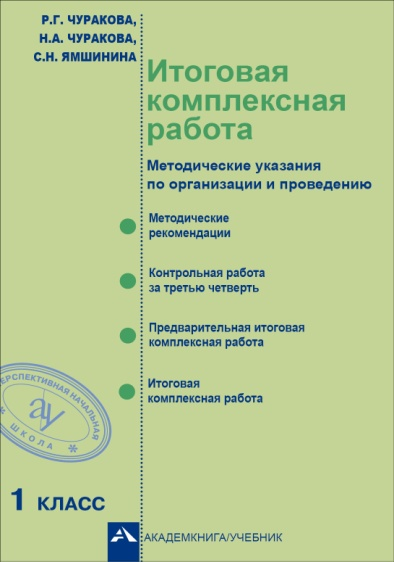 Р.Г. ЧУРАКОВА,
Н.А. ЧУРАКОВА,
С.Н. ЯМШИНИНА
Итоговая
комплексная
работа
Методические указания
по организации и проведению
Методические
рекомендации
Контрольная работа
за третью четверть
Предварительная итоговая
комплексная работа
Итоговая
комплексная работа
ПЕРСПЕКТИВНАЯ НАЧАЛЬНАЯ
ау
ШКОЛА
1 КЛАСС
АКАДЕМКНИГА/УЧЕБНИК